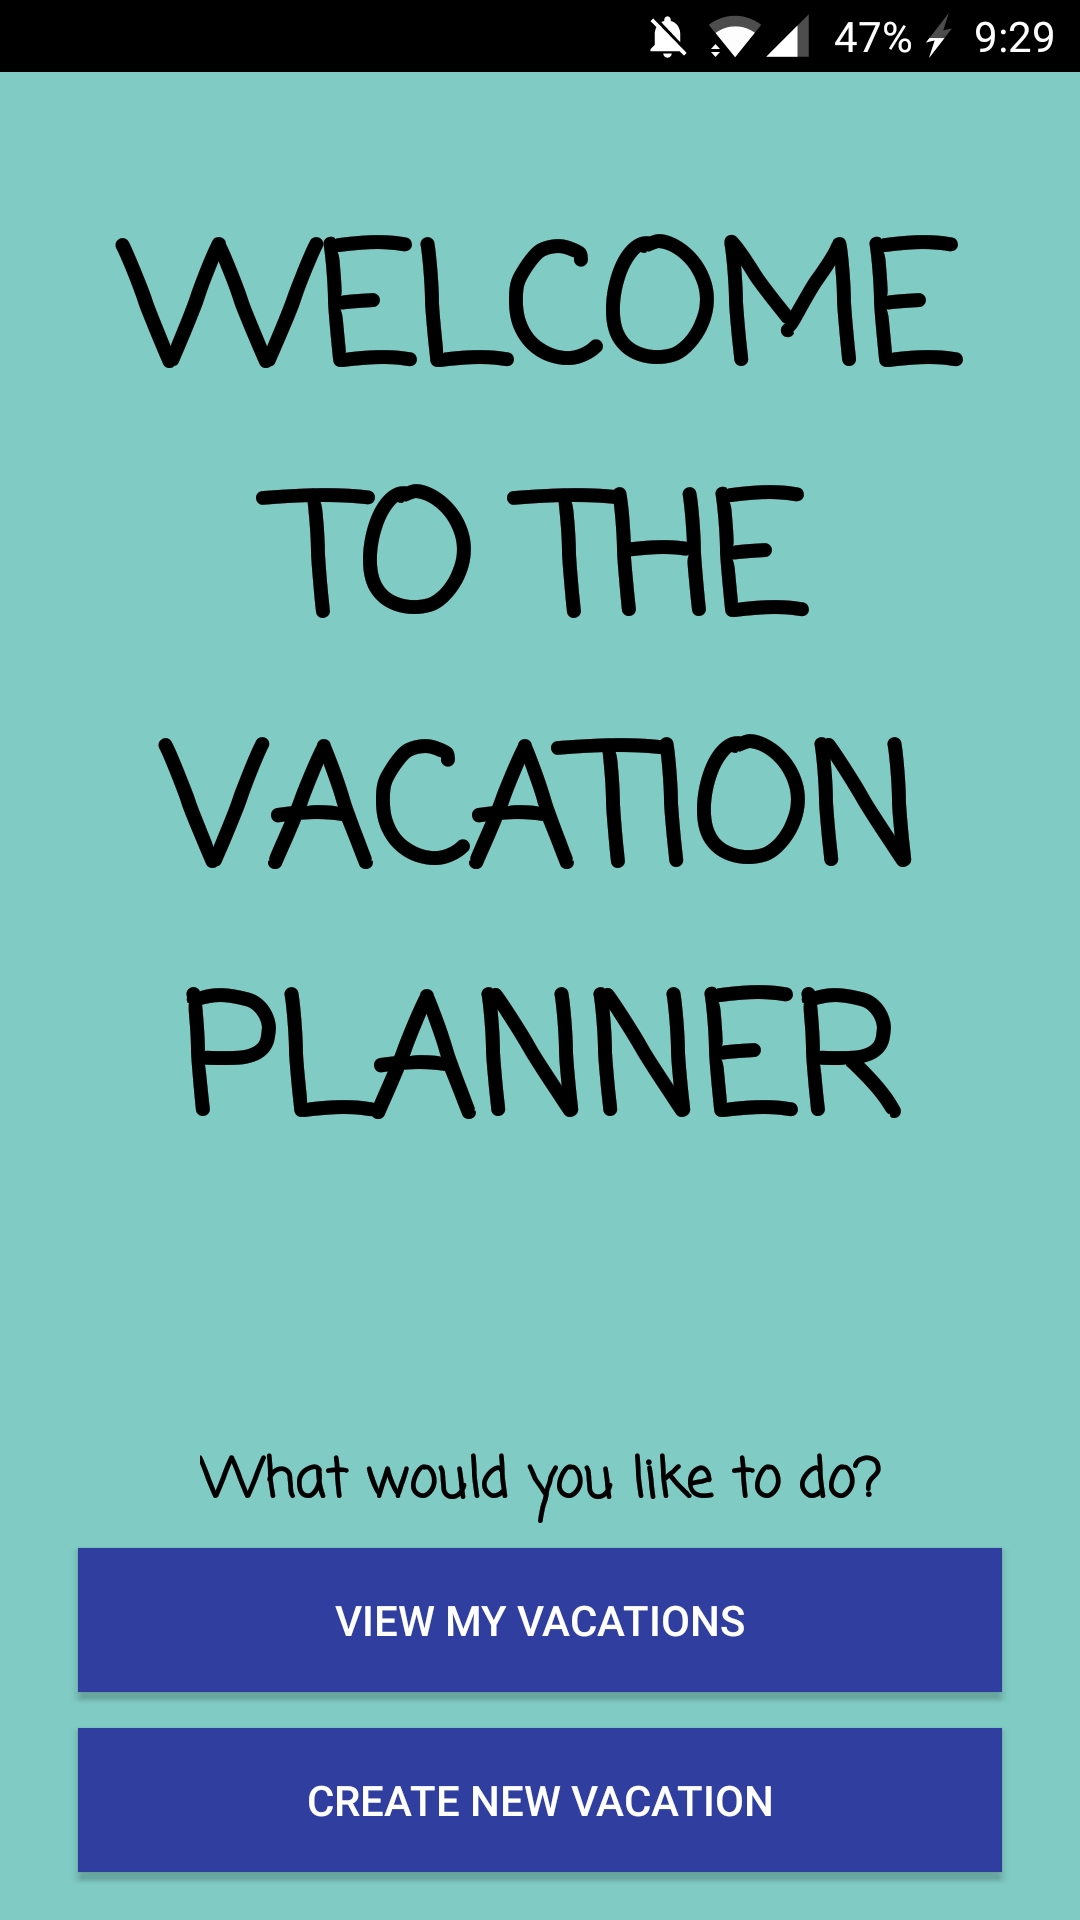 47% 9:29
WELCOME
TO THE
VACATION
PLANNER
What would you like to do?
VIEW MY VACATIONS
CREATE NEW VACATION